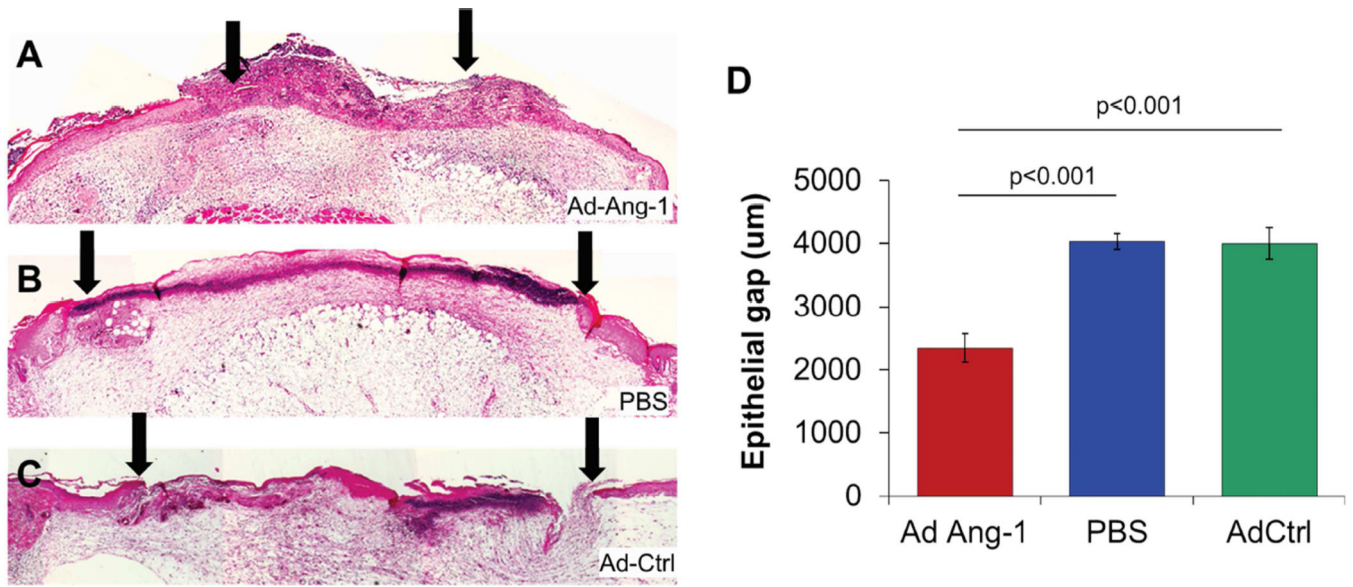 A
Ad-Ang-1
B
PBS
C
Ad-Ctrl
D
p<0.001
p<0.001
Epithelial gap (um)
5000
4000
3000
2000
1000
0
Ad Ang-1 PBS AdCtrl